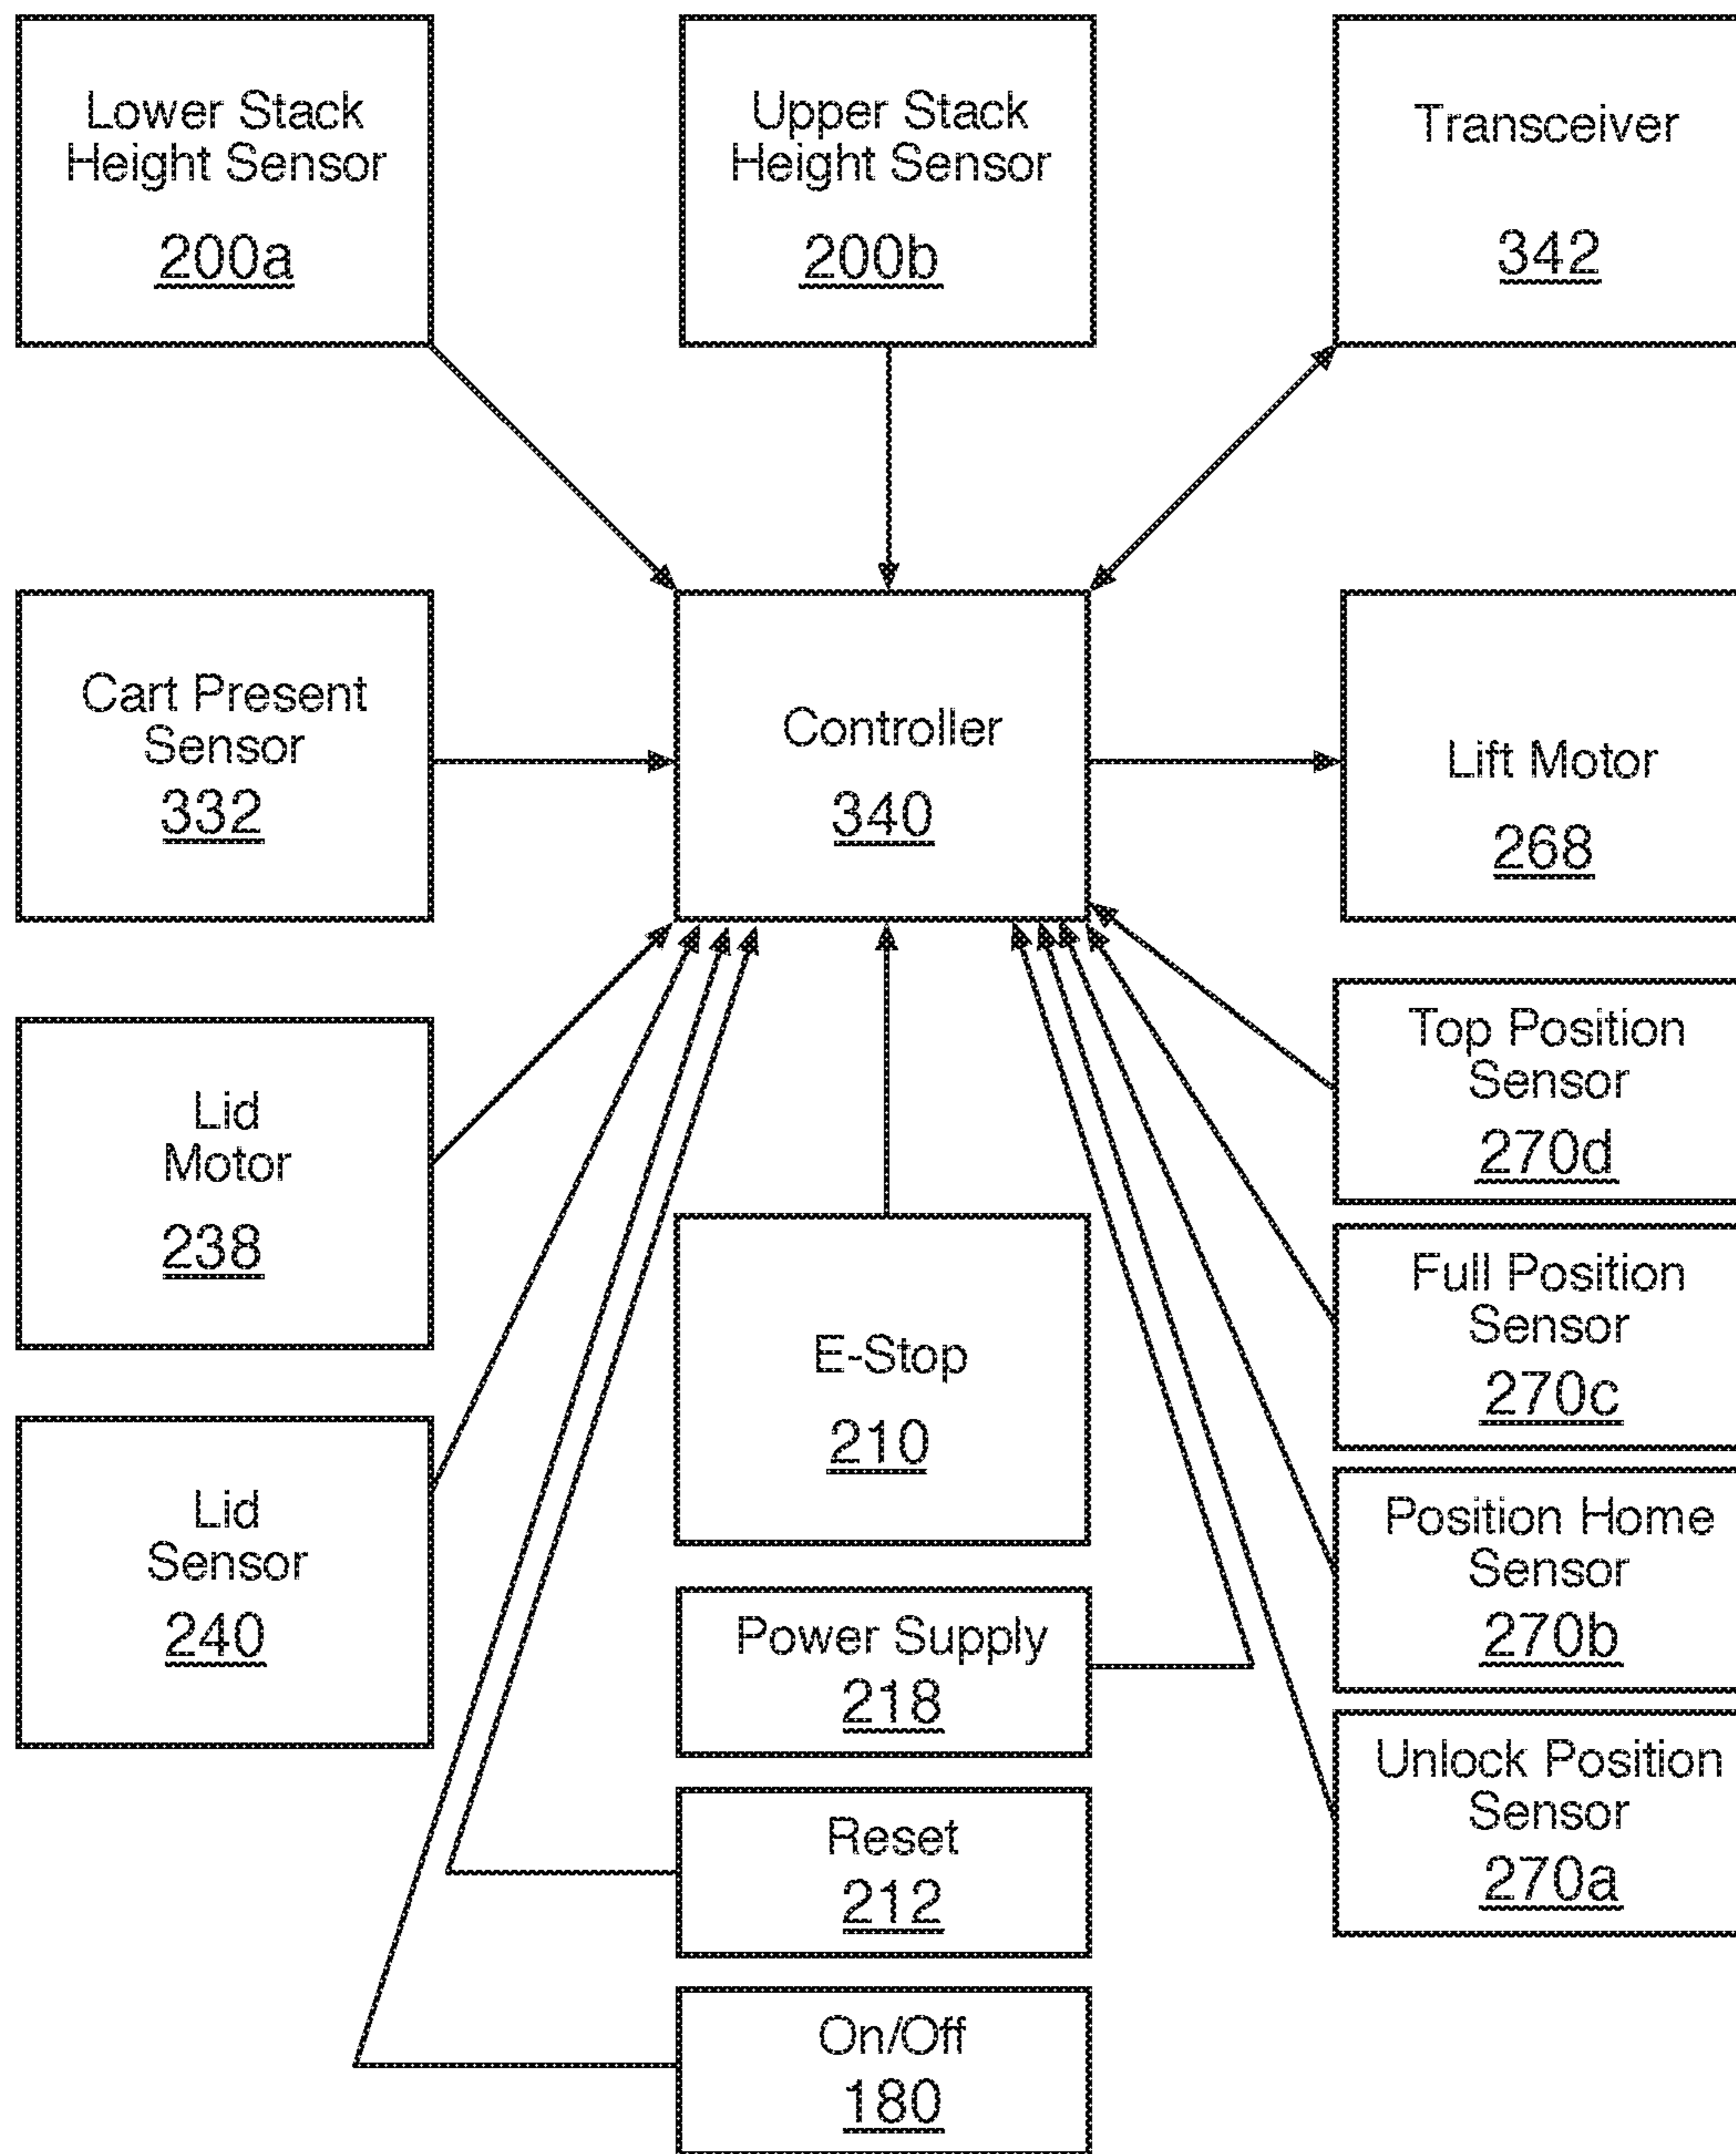 Lower Stack
Height Sensor
200a
Upper Stack
Height Sensor
200b
Transceiver
342
Cart Present
Sensor
332
Controller
340
Lift Motor
268
Lid
Motor
238
Lid
Sensor
240
E-Stop
210
Power Supply
218
Reset
212
On/Off
180
Top Position
Sensor
270d
Full Position
Sensor
270c
Position Home
Sensor
270b
Unlock Position
Sensor
270a